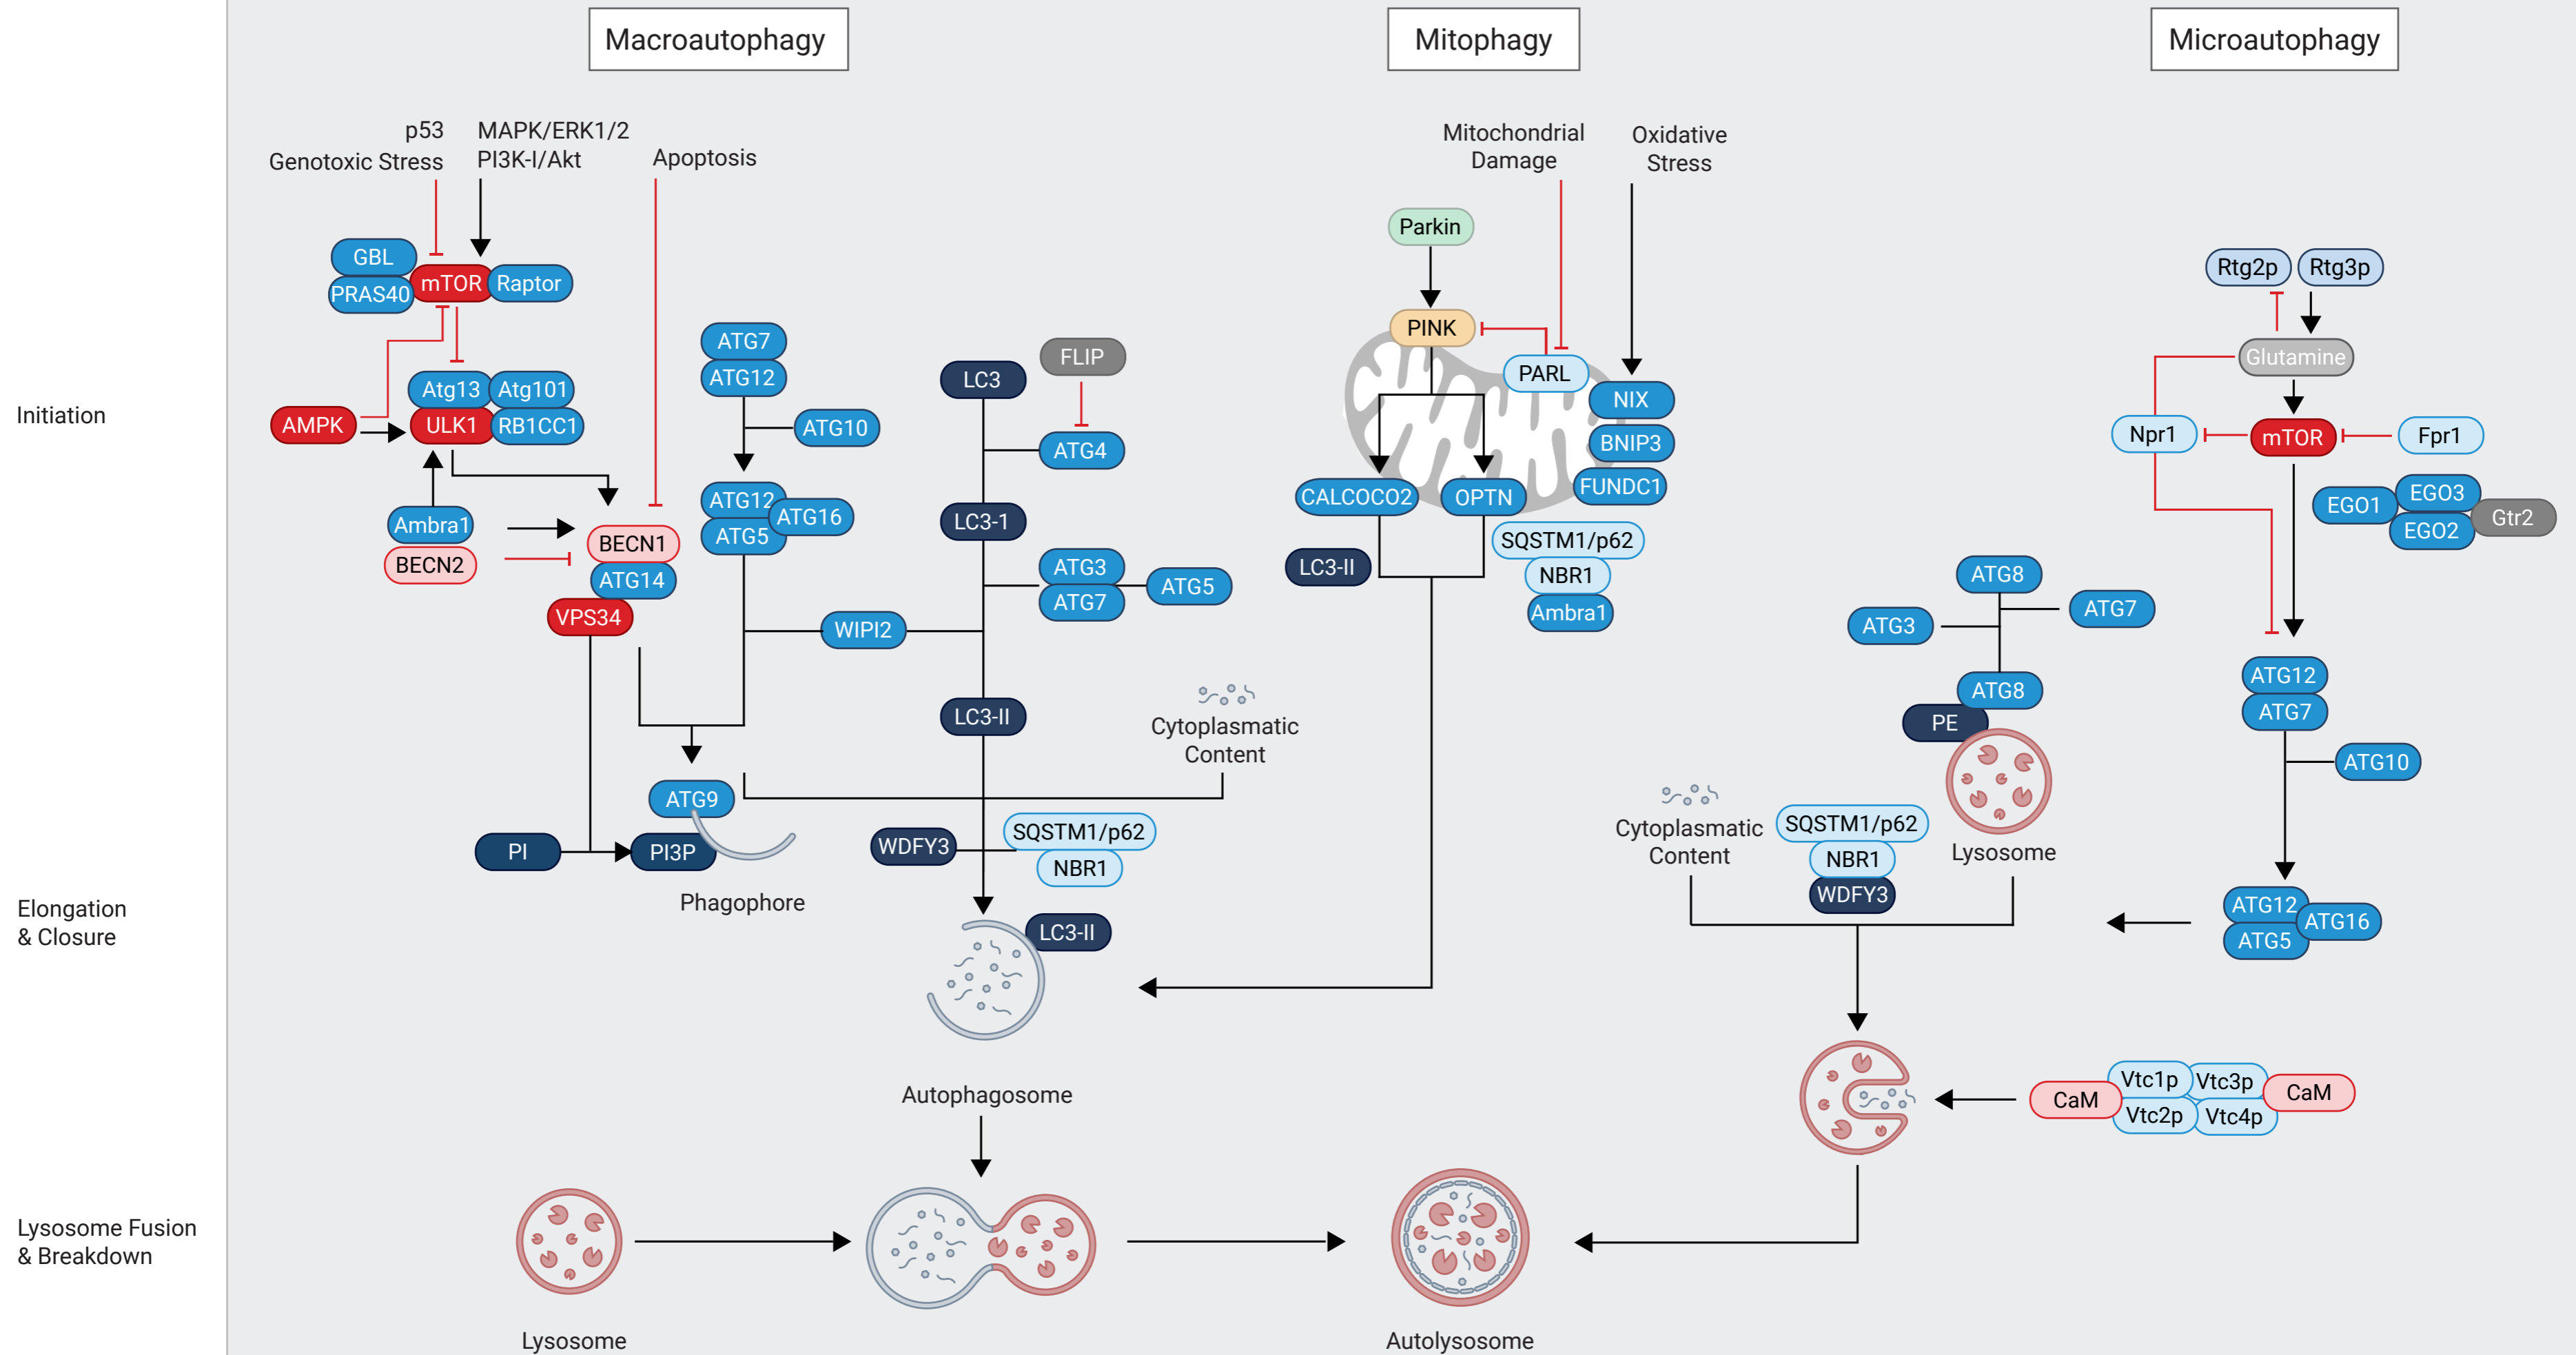 Macroautophagy
Mitophagy
Microautophagy
Initiation
Elongation
& Closure
Lysosome Fusion
& Breakdown
p53
Genotoxic Stress
MAPK/ERK1/2
PI3K-I/Akt
Apoptosis
GBL
PRAS40
mTOR
Raptor
Atg13
Atg101
AMPK
ULK1
RB1CC1
Ambra1
BECN2
BECN1
ATG14
VPS34
ATG7
ATG12
ATG10
ATG12
ATG16
ATG5
WIPI2
LC3
FLIP
ATG4
LC3-1
ATG3
ATG7
ATG5
LC3-II
Cytoplasmatic
Content
ATG9
PI
PI3P
Phagophore
WDFY3
SQSTM1/p62
NBR1
LC3-II
Autophagosome
Lysosome
Autolysosome
Mitochondrial
Damage
Oxidative
Stress
Parkin
PINK
PARL
NIX
BNIP3
FUNDC1
CALCOCO2
OPTN
LC3-II
SQSTM1/p62
NBR1
Ambra1
Rtg2p
Rtg3p
Glutamine
Npr1
mTOR
Fpr1
EGO1
EGO3
EGO2
Gtr2
ATG8
ATG7
ATG3
ATG8
PE
Lysosome
Cytoplasmatic
Content
SQSTM1/p62
NBR1
WDFY3
ATG12
ATG7
ATG10
ATG12
ATG16
ATG5
CaM
Vtc1p
Vtc3p
Vtc2p
Vtc4p
CaM